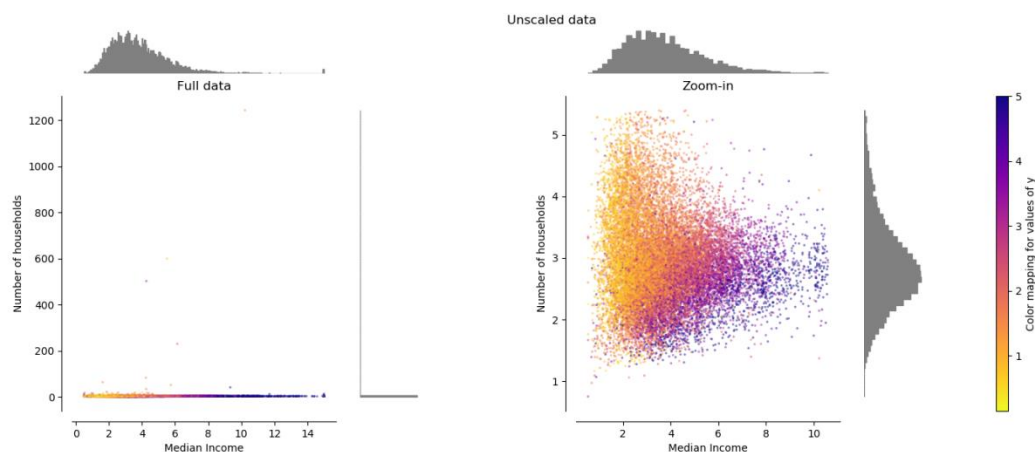 Unscaled data
Full data
Zoom-in
Number of households
1200
1000
800
600
400
200
0
0 2 4 6 8 10 12 14
Median Income
Number of households
5
4
3
2
1
2 4 6 8 10
Median Income
5
4
3
2
1
Color mapping for values of y